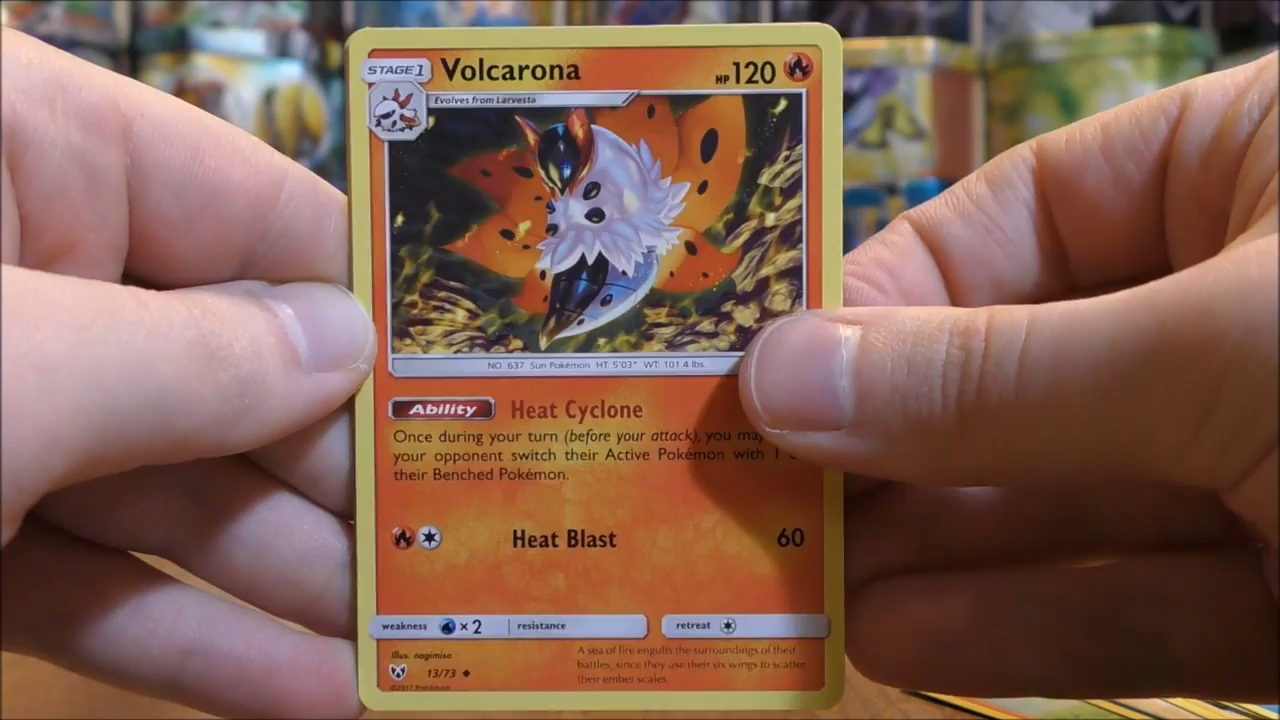 STAGE 1 Volcarona HP 120
Evolves from Larvesta
NO. 637 Sun Pokémon HT: 5'03" WT: 101.4 lbs.
Ability Heat Cyclone
Once during your turn (before your attack), you may
your opponent switch their Active Pokémon with 1
their Benched Pokémon.
Heat Blast 60
weakness ×2 resistance retreat
Illus. nagimiso
A sea of fire engulfs the surroundings of their
battles, since they use their six wings to scatter
their ember scales.
13/73
©2017 Pokémon